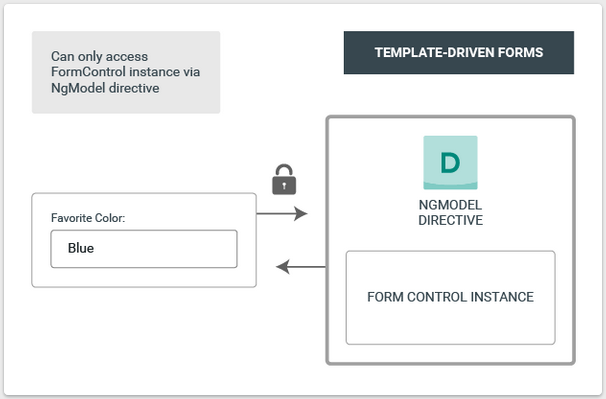 Can only access
FormControl instance via
NgModel directive
TEMPLATE-DRIVEN FORMS
D
NGMODEL
DIRECTIVE
Favorite Color:
Blue
FORM CONTROL INSTANCE